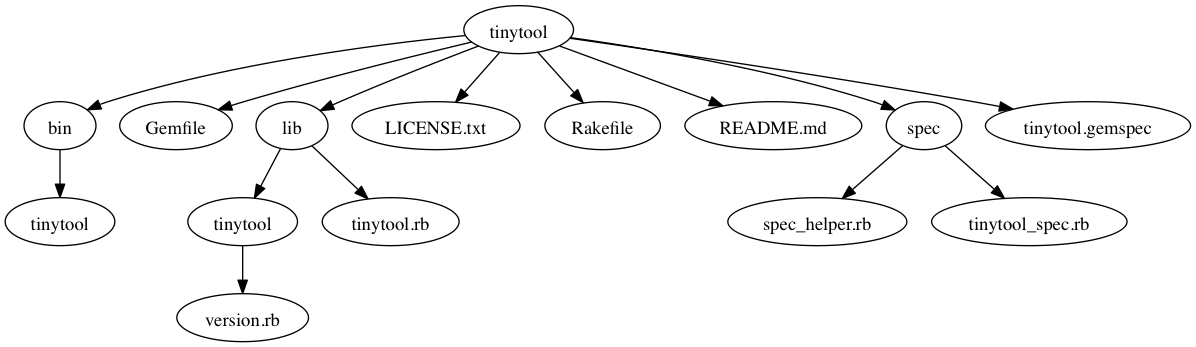 tinytool
bin
Gemfile
lib
LICENSE.txt
Rakefile
README.md
spec
tinytool.gemspec
tinytool
tinytool
tinytool.rb
spec_helper.rb
tinytool_spec.rb
version.rb